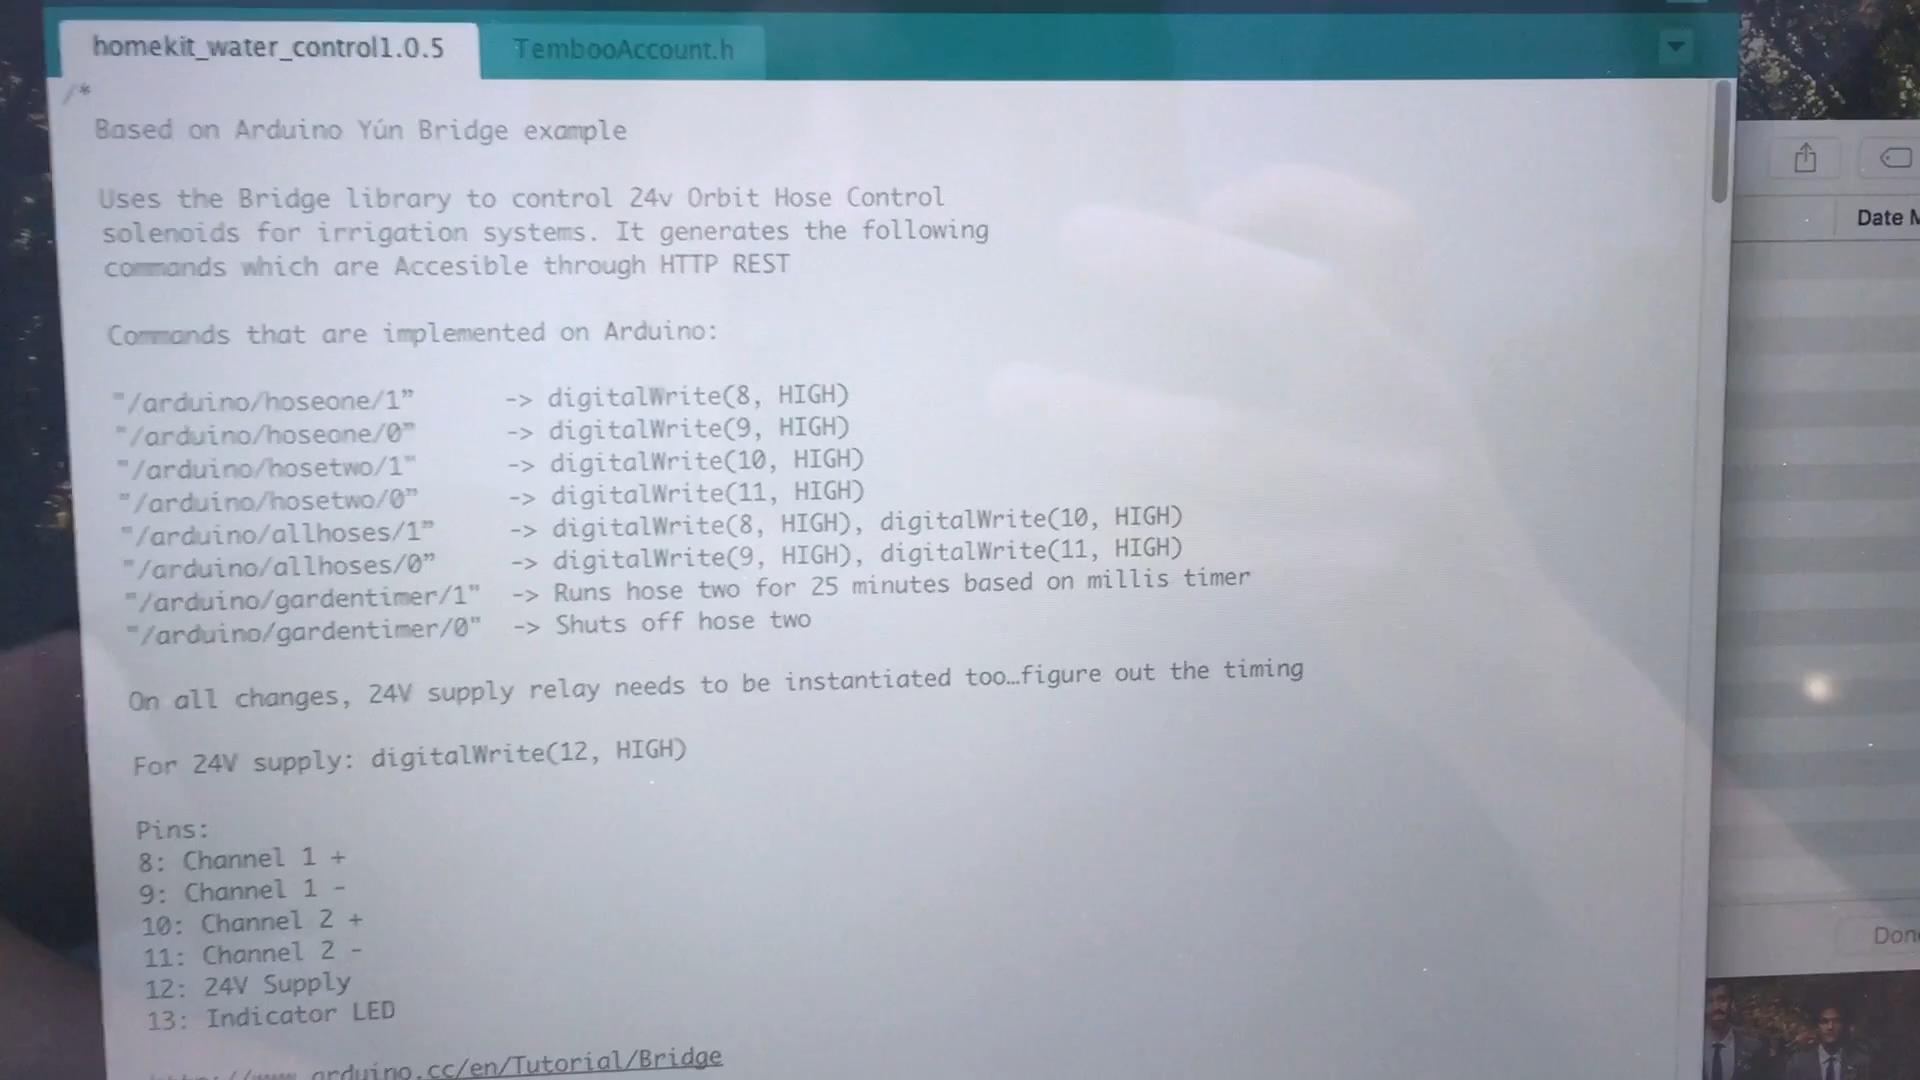 homekit_water_control1.0.5 TembooAccount.h
/*
Based on Arduino Yún Bridge example
Uses the Bridge library to control 24v Orbit Hose Control
solenoids for irrigation systems. It generates the following
commands which are Accesible through HTTP REST
Commands that are implemented on Arduino:
"/arduino/hoseone/1” -> digitalWrite(8, HIGH)
"/arduino/hoseone/0” -> digitalWrite(9, HIGH)
"/arduino/hosetwo/1" -> digitalWrite(10, HIGH)
"/arduino/hosetwo/0” -> digitalWrite(11, HIGH)
"/arduino/allhoses/1” -> digitalWrite(8, HIGH), digitalWrite(10, HIGH)
"/arduino/allhoses/0” -> digitalWrite(9, HIGH), digitalWrite(11, HIGH)
"/arduino/gardentimer/1" -> Runs hose two for 25 minutes based on millis timer
"/arduino/gardentimer/0" -> Shuts off hose two
On all changes, 24V supply relay needs to be instantiated too…figure out the timing
For 24V supply: digitalWrite(12, HIGH)
Pins:
8: Channel 1 +
9: Channel 1 -
10: Channel 2 +
11: Channel 2 -
12: 24V Supply
13: Indicator LED
arduino.cc/en/Tutorial/Bridge
Date M
Don